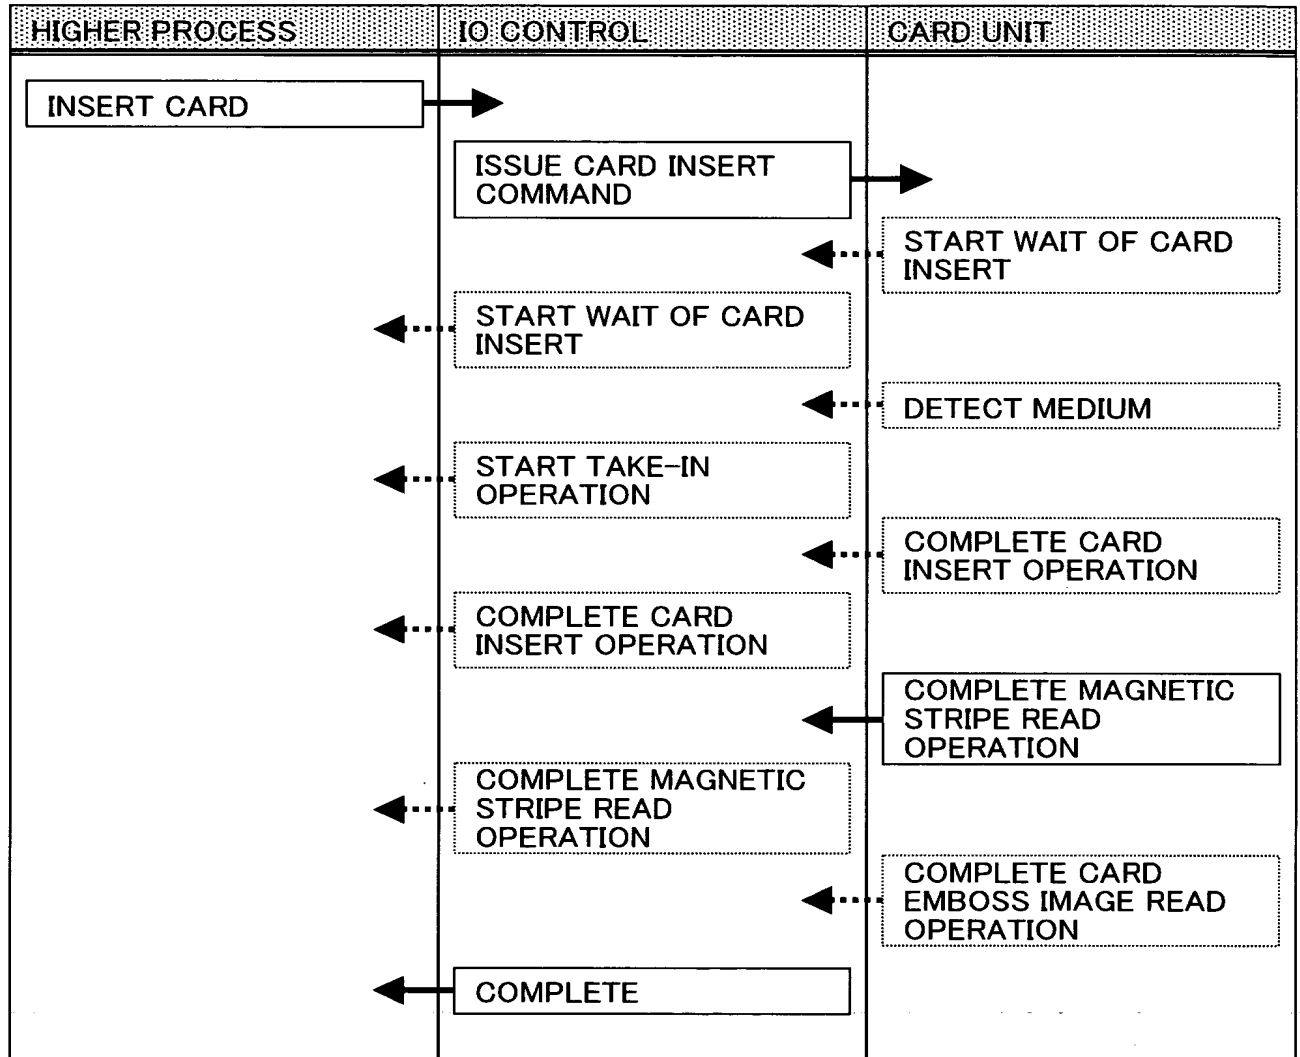 HIGHER PROCESS
IO CONTROL
CARD UNIT
INSERT CARD
ISSUE CARD INSERT
COMMAND
START WAIT OF CARD
INSERT
START WAIT OF CARD
INSERT
DETECT MEDIUM
START TAKE-IN
OPERATION
COMPLETE CARD
INSERT OPERATION
COMPLETE CARD
INSERT OPERATION
COMPLETE MAGNETIC
STRIPE READ
OPERATION
COMPLETE MAGNETIC
STRIPE READ
OPERATION
COMPLETE CARD
EMBOSS IMAGE READ
OPERATION
COMPLETE